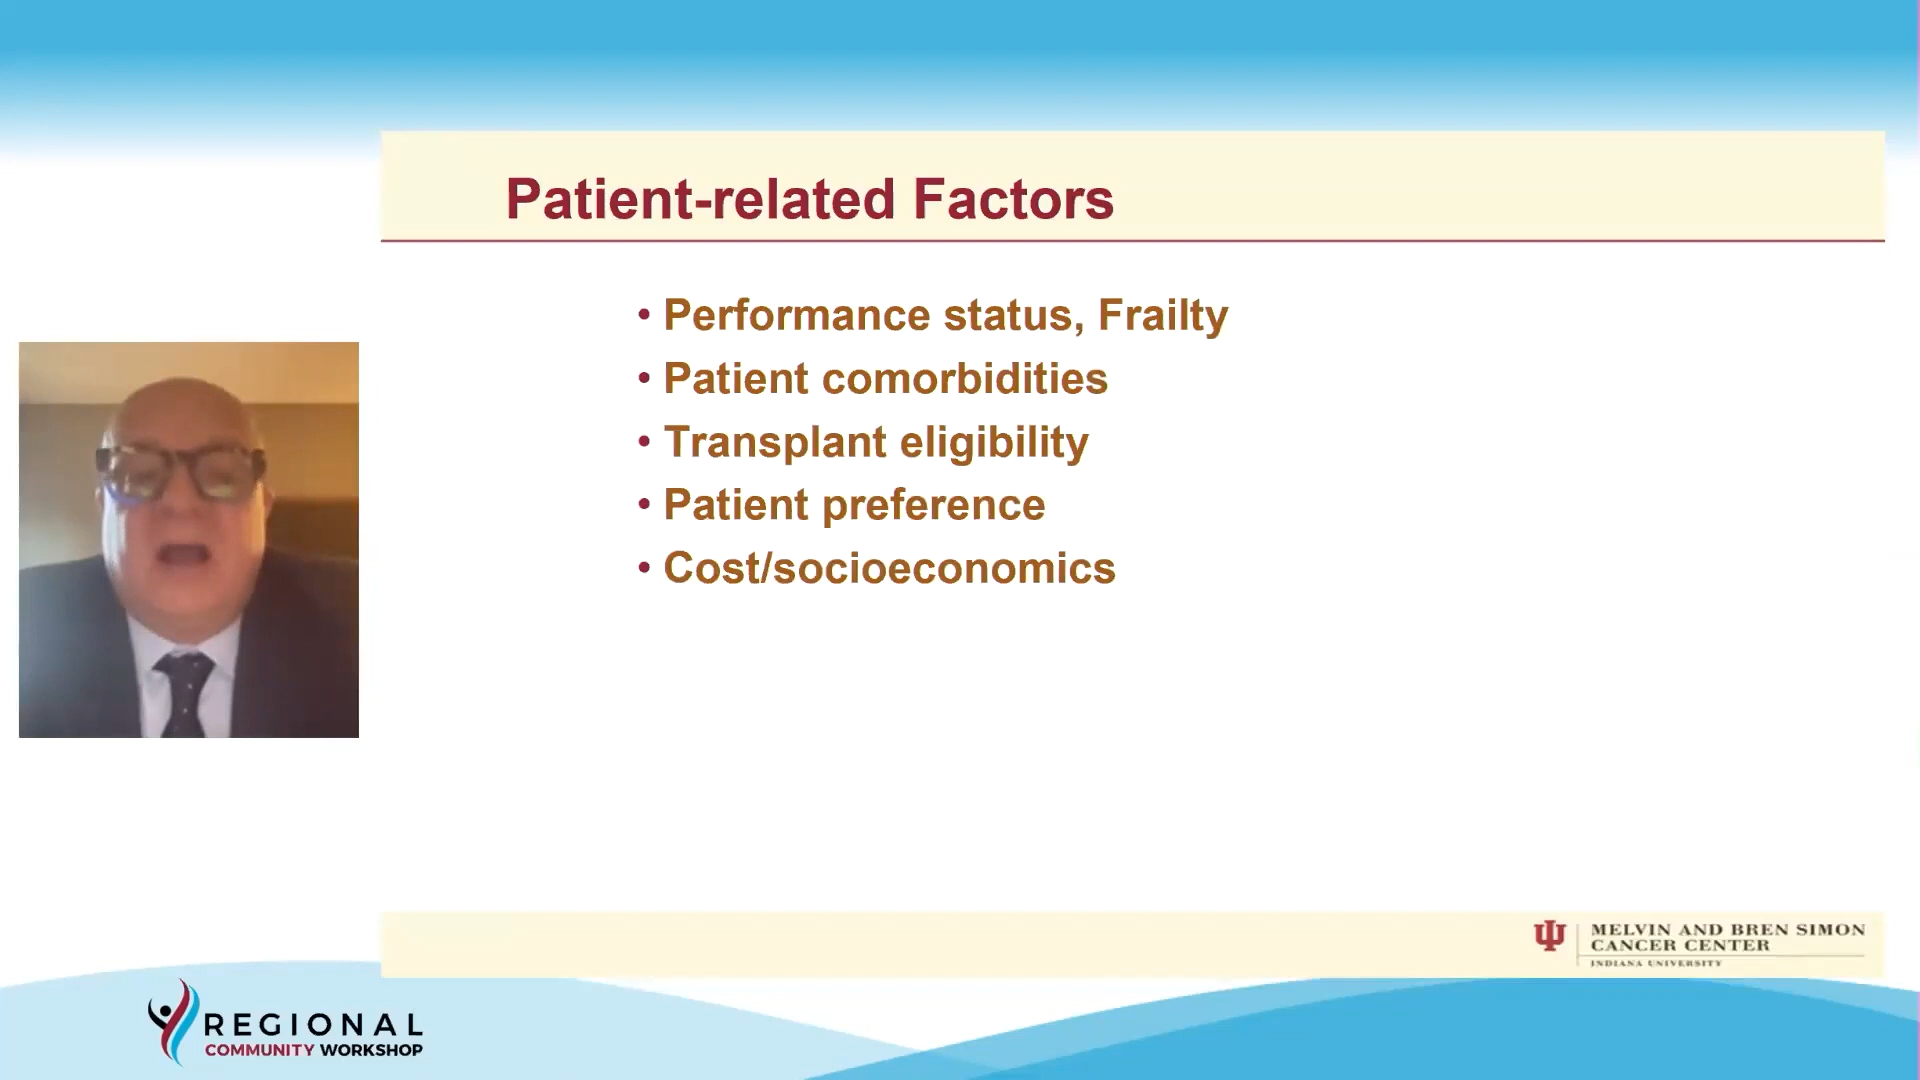 Patient-related Factors
• Performance status, Frailty
• Patient comorbidities
• Transplant eligibility
• Patient preference
• Cost/socioeconomics
MELVIN AND BREN SIMON
CANCER CENTER
INDIANA UNIVERSITY
REGIONAL
COMMUNITY WORKSHOP